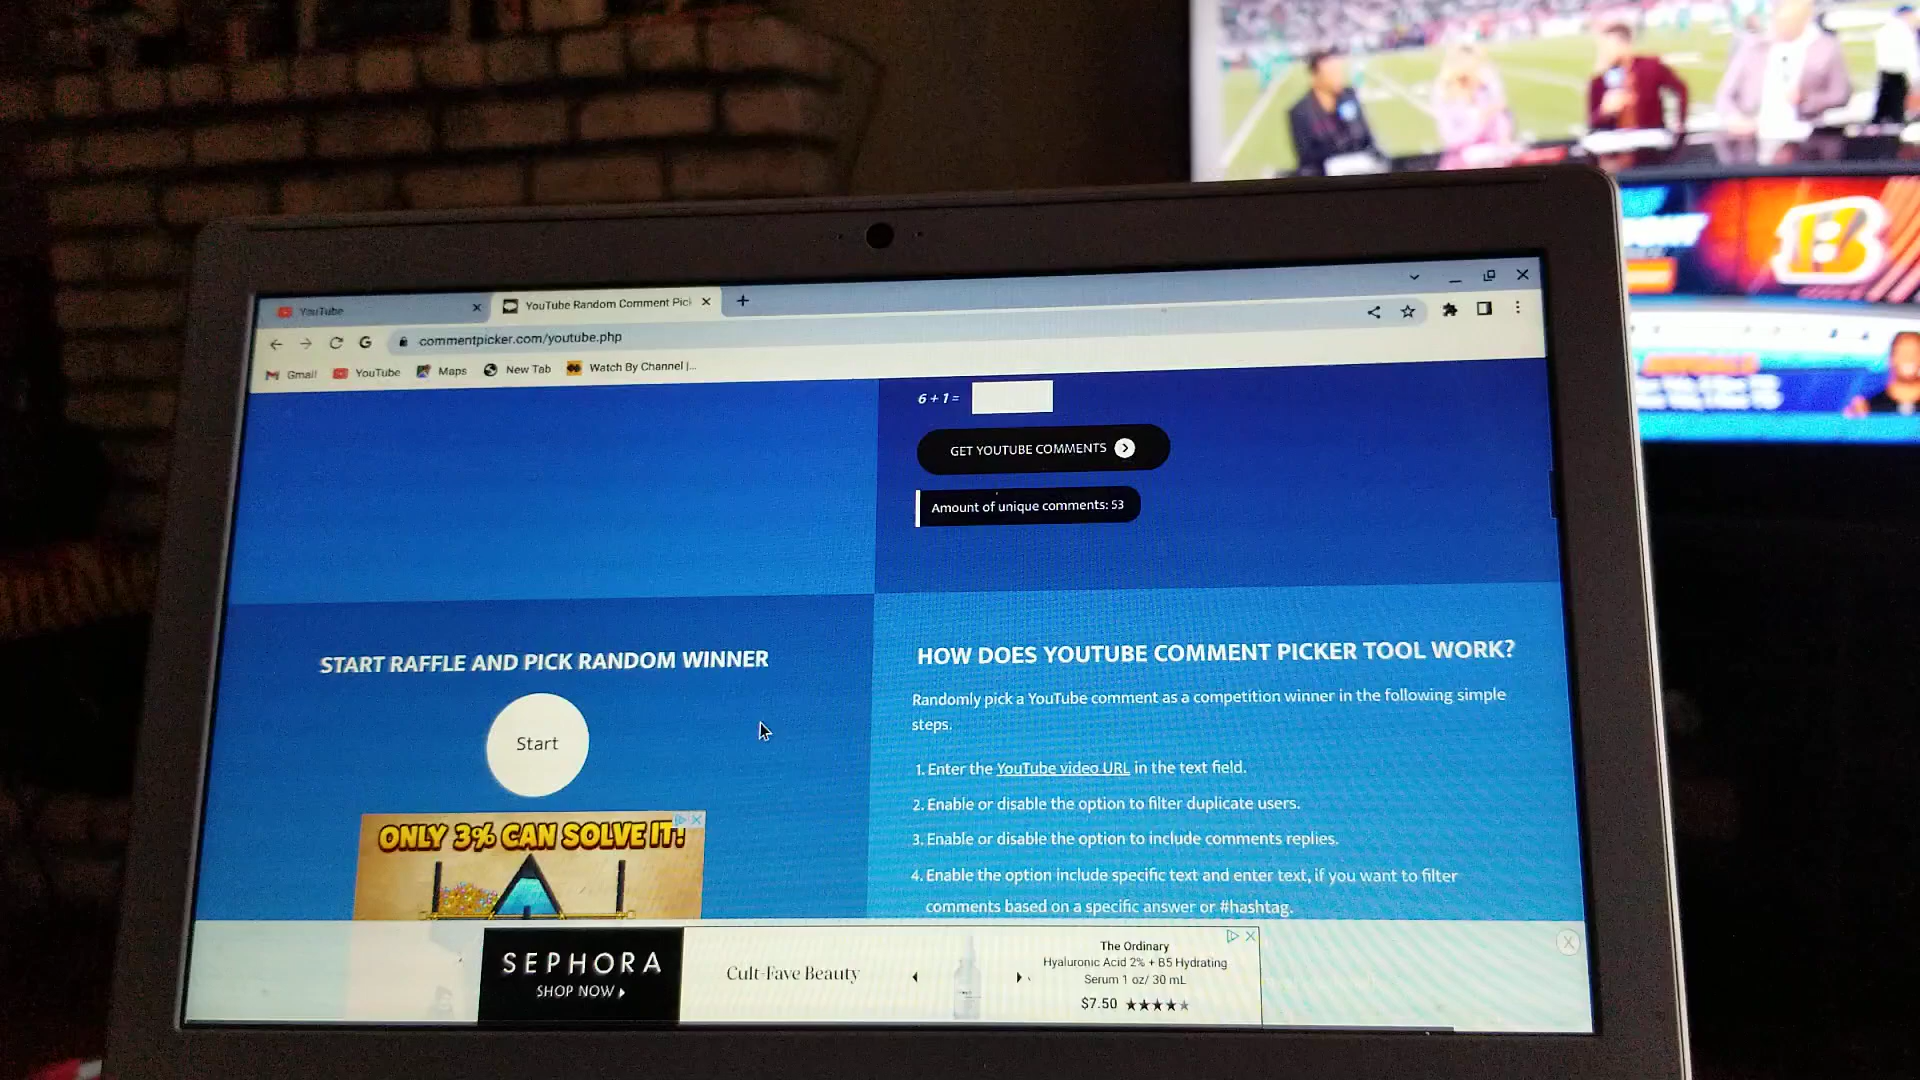 YouTube
YouTube Random Comment Pick
commentpicker.com/youtube.php
Gmail
YouTube
Maps
New Tab
Watch By Channel |...
6 + 1 =
GET YOUTUBE COMMENTS
Amount of unique comments: 53
START RAFFLE AND PICK RANDOM WINNER
Start
HOW DOES YOUTUBE COMMENT PICKER TOOL WORK?
Randomly pick a YouTube comment as a competition winner in the following simple
steps.
1. Enter the YouTube video URL in the text field.
2. Enable or disable the option to filter duplicate users.
3. Enable or disable the option to include comments replies.
4. Enable the option include specific text and enter text, if you want to filter
comments based on a specific answer or #hashtag.
ONLY 3% CAN SOLVE IT!
SEPHORA
SHOP NOW
Cult-Fave Beauty
The Ordinary
Hyaluronic Acid 2% + B5 Hydrating
Serum 1 oz/ 30 mL
$7.50
B